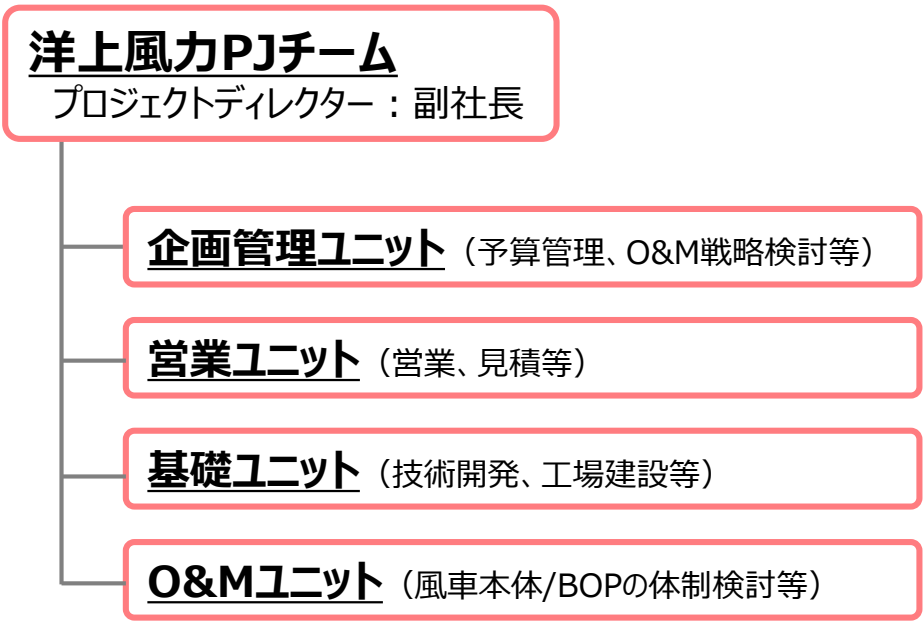 洋上風力PJチーム
プロジェクトディレクター：副社長
企画管理ユニット（予算管理、O&M戦略検討等）
営業ユニット（営業、見積等）
基礎ユニット（技術開発、工場建設等）
O&Mユニット（風車本体/BOPの体制検討等）